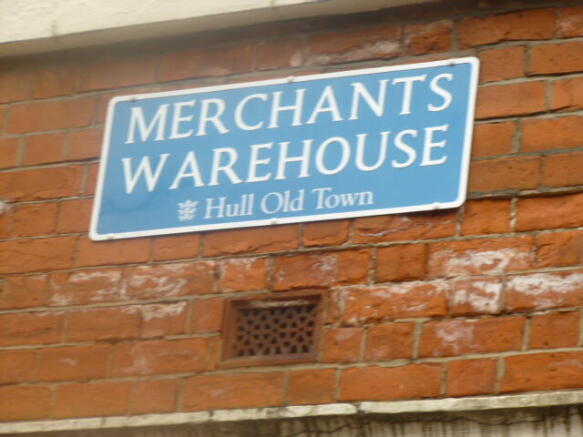 MERCHANTS
WAREHOUSE
Hull Old Town